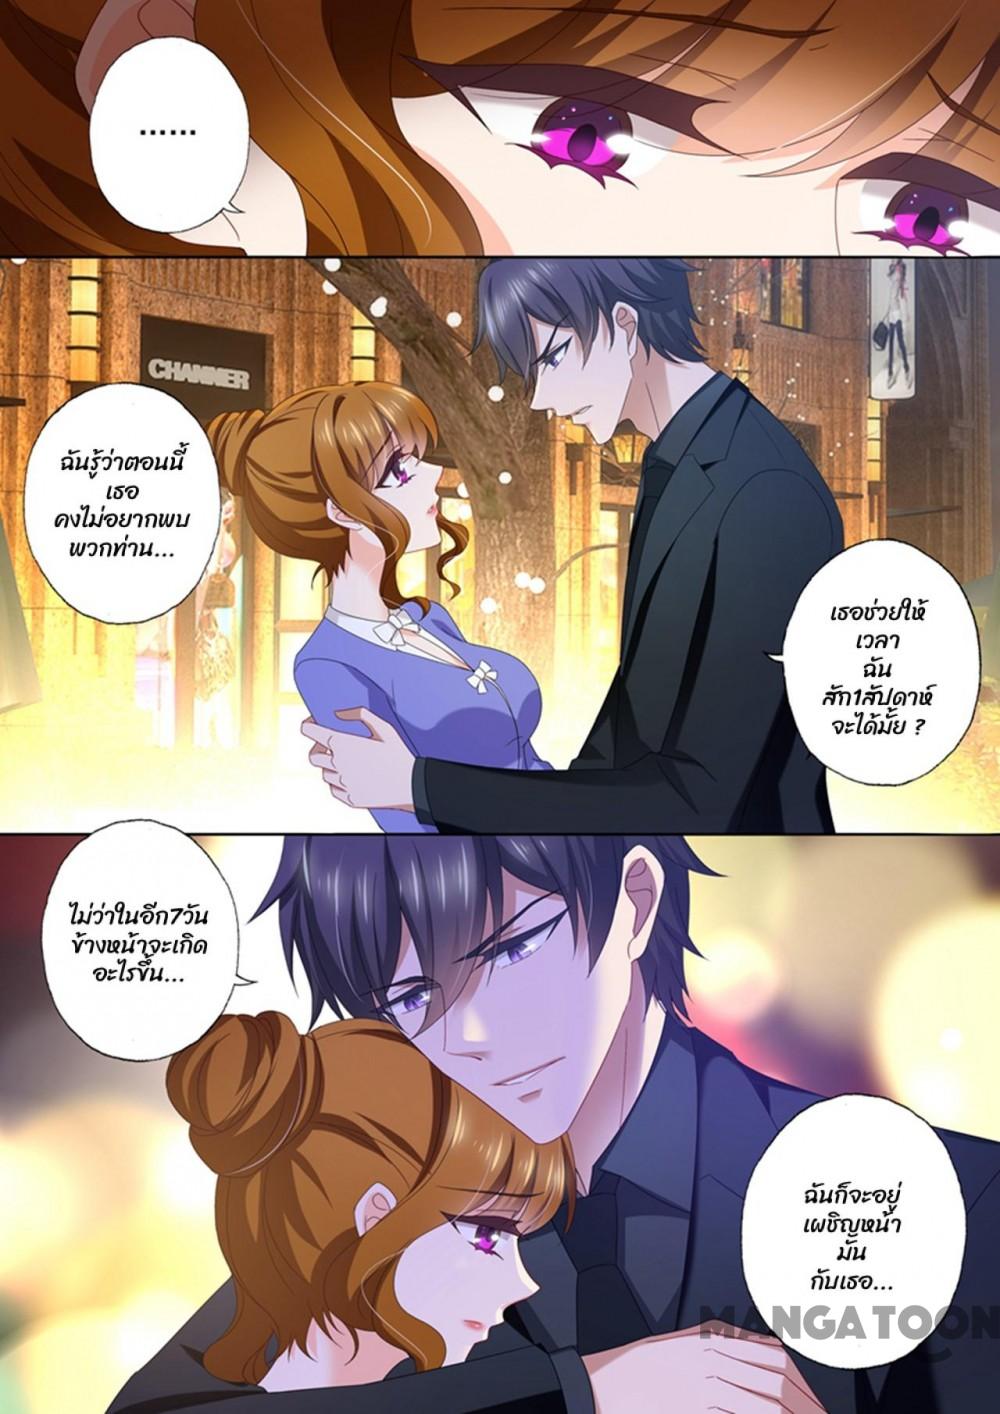 ......
CHANNER
ฉันรู้ว่าตอนนี้
เธอ
คงไม่อยากพบ
พวกท่าน...
เธอช่วยให้
เวลา
ฉัน
สัก1สัปดาห์
จะได้มั้ย ?
ไม่ว่าในอีก7วัน
ข้างหน้าจะเกิด
อะไรขึ้น...
ฉันก็จะอยู่
เผชิญหน้า
มัน
กับเธอ...
MANGATOON